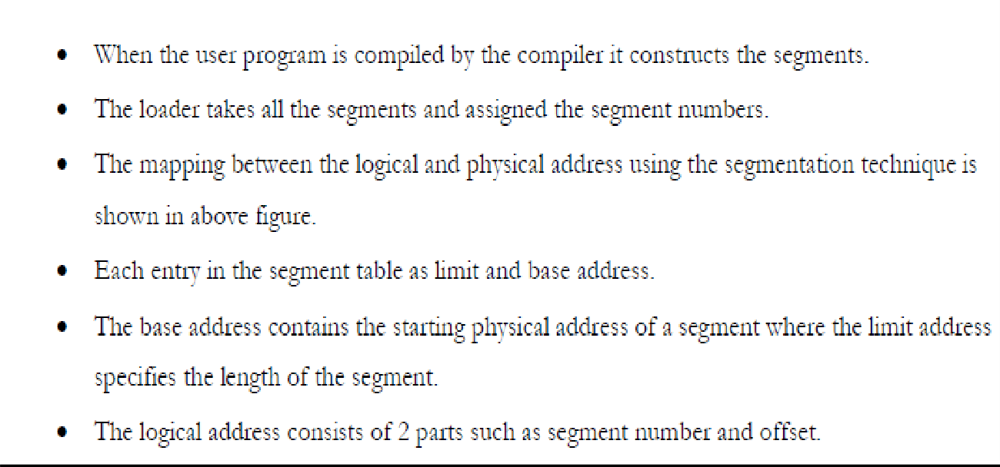 • When the user program is compiled by the compiler it constructs the segments.
• The loader takes all the segments and assigned the segment numbers.
• The mapping between the logical and physical address using the segmentation technique is
shown in above figure.
• Each entry in the segment table as limit and base address.
• The base address contains the starting physical address of a segment where the limit address
specifies the length of the segment.
• The logical address consists of 2 parts such as segment number and offset.